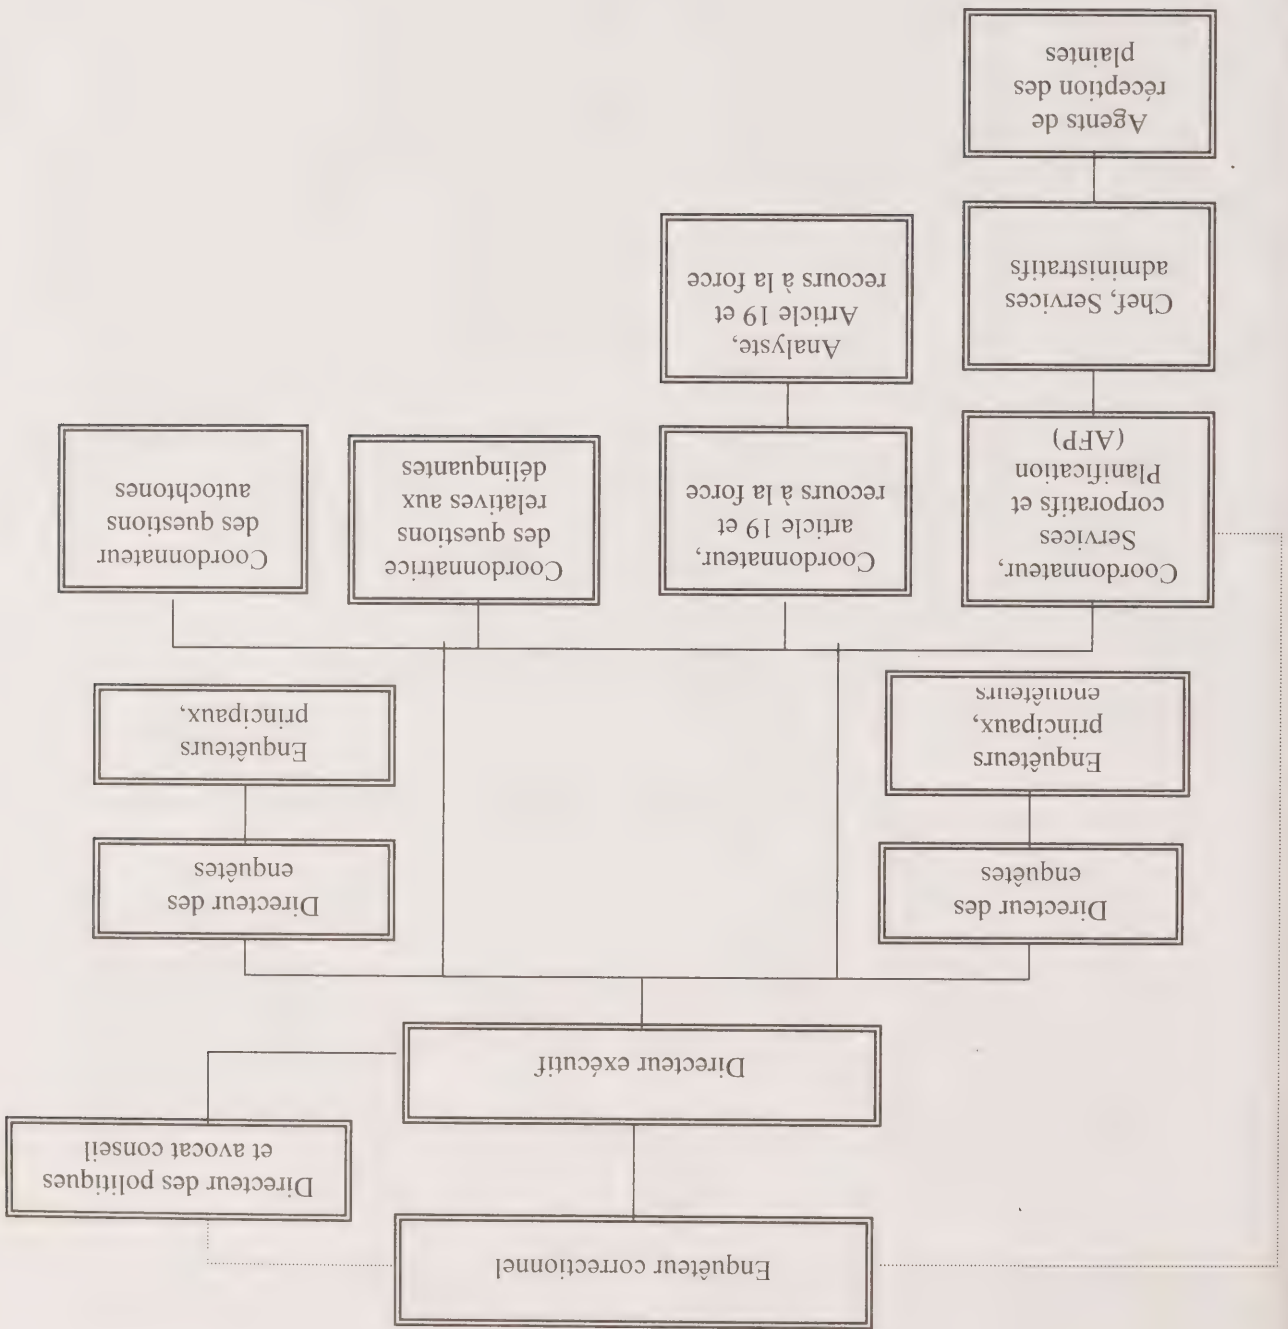 Enquêteur correctionnel
Directeur des politiques
et avocat conseil
Directeur exécutif
Directeur des
enquêtes
Directeur des
enquêtes
Enquêteurs
principaux,
enquêteurs
Enquêteurs
principaux,
Coordonnateur,
Services
corporatifs et
Planification
(AFP)
Coordonnateur,
article 19 et
recours à la force
Coordonnatrice
des questions
relatives aux
délinquantes
Coordonnateur
des questions
autochtones
Chef, Services
administratifs
Analyste,
Article 19 et
recours à la force
Agents de
réception des
plaintes